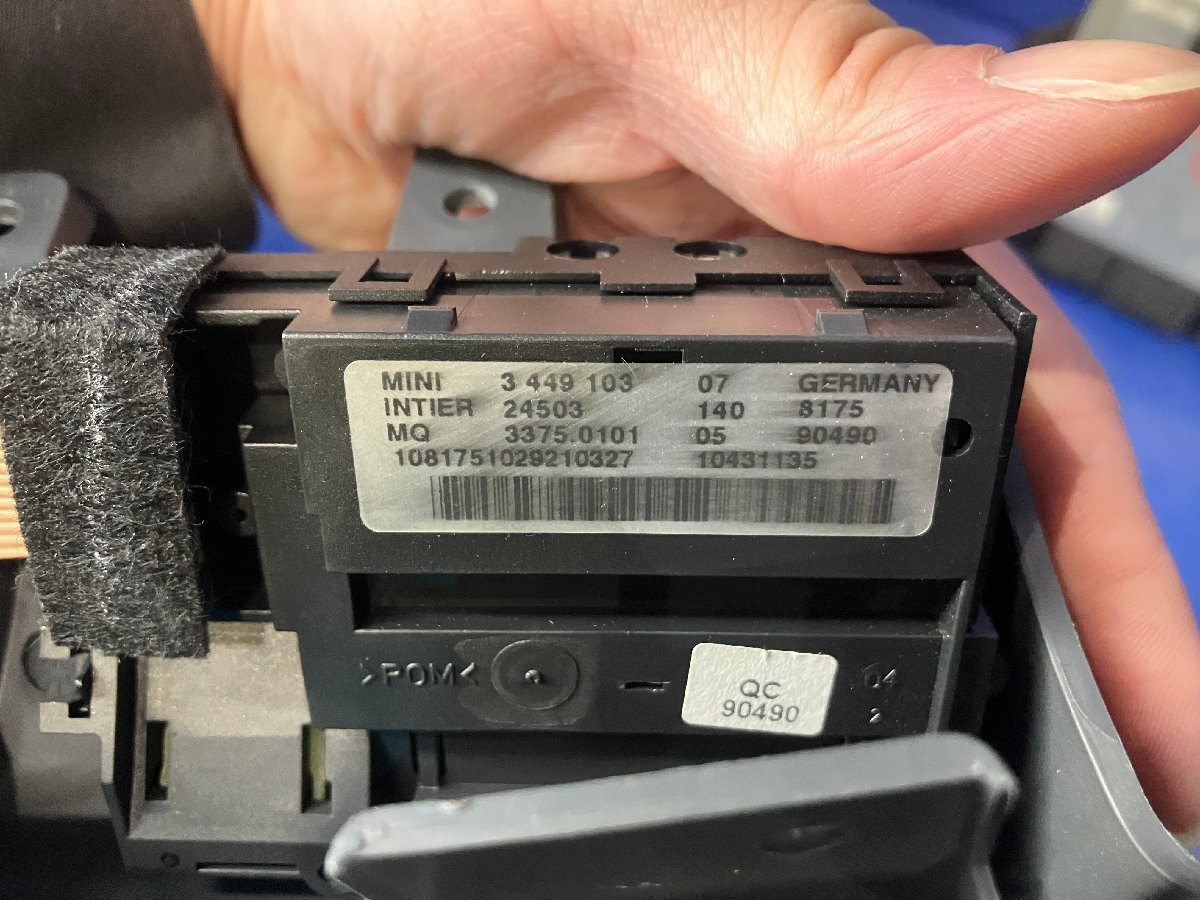 MINI 3 449 103 07 GERMANY
INTIER 24503 140 8175
MQ 3375.0101 05 90490
1081751029210327 10431135
>POM<
QC
90490
04
2